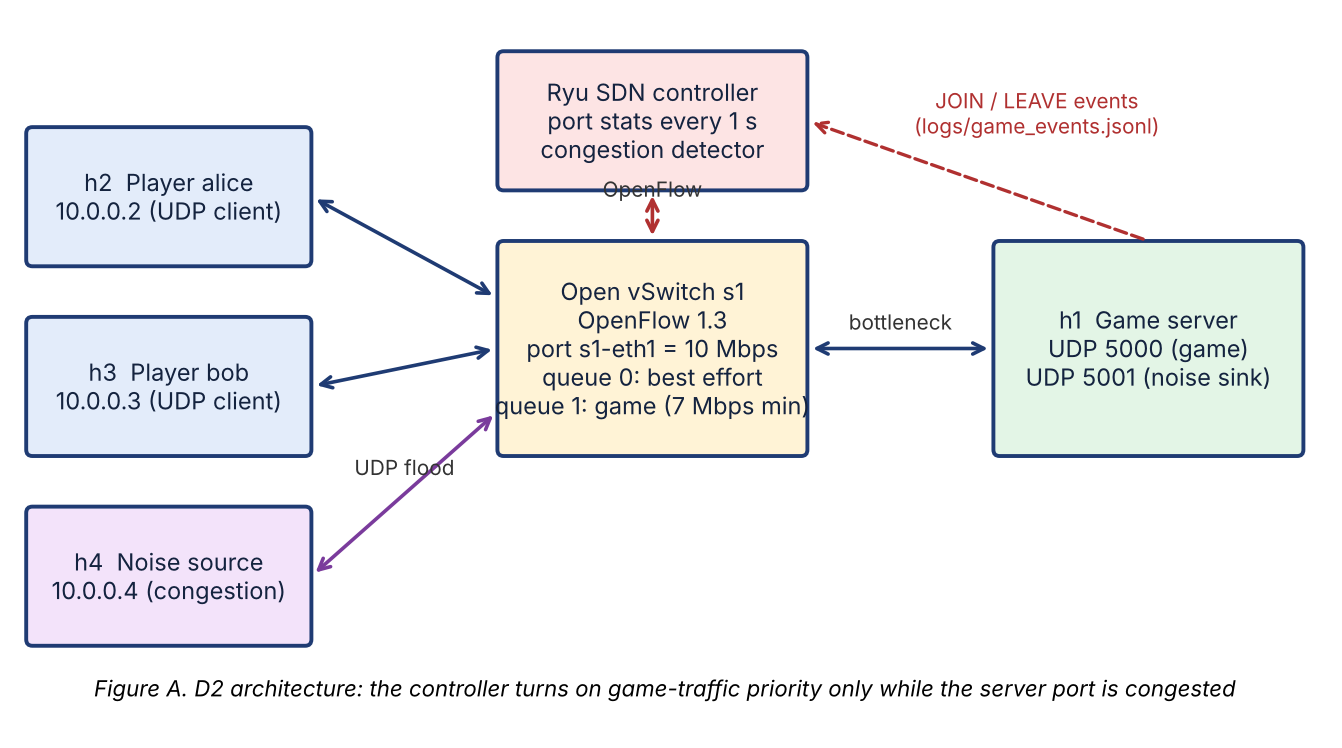 Ryu SDN controller
port stats every 1 s
congestion detector
OpenFlow
JOIN / LEAVE events
(logs/game_events.jsonl)
h2  Player alice
10.0.0.2 (UDP client)
h3  Player bob
10.0.0.3 (UDP client)
h4  Noise source
10.0.0.4 (congestion)
UDP flood
Open vSwitch s1
OpenFlow 1.3
port s1-eth1 = 10 Mbps
queue 0: best effort
queue 1: game (7 Mbps min)
bottleneck
h1  Game server
UDP 5000 (game)
UDP 5001 (noise sink)
Figure A. D2 architecture: the controller turns on game-traffic priority only while the server port is congested